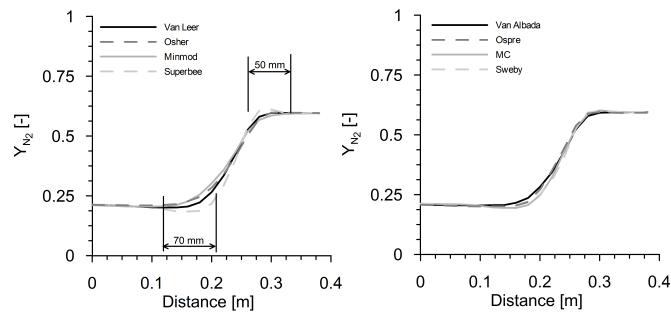 1
0.75
0.5
0.25
0
Y_N2 [-]
Van Leer
Osher
Minmod
Superbee
50 mm
70 mm
0 0.1 0.2 0.3 0.4
Distance [m]
1
0.75
0.5
0.25
0
Y_N2 [-]
Van Albada
Ospre
MC
Sweby
0 0.1 0.2 0.3 0.4
Distance [m]